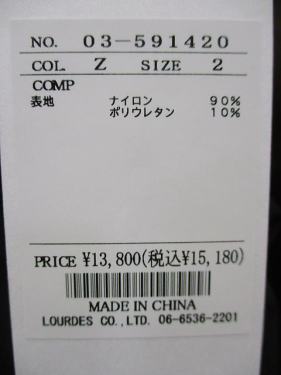 NO. 03-591420
COL. Z SIZE 2
COMP
表地 ナイロン 90%
ポリウレタン 10%
PRICE ¥13,800(税込¥15,180)
MADE IN CHINA
LOURDES CO.,LTD. 06-6536-2201